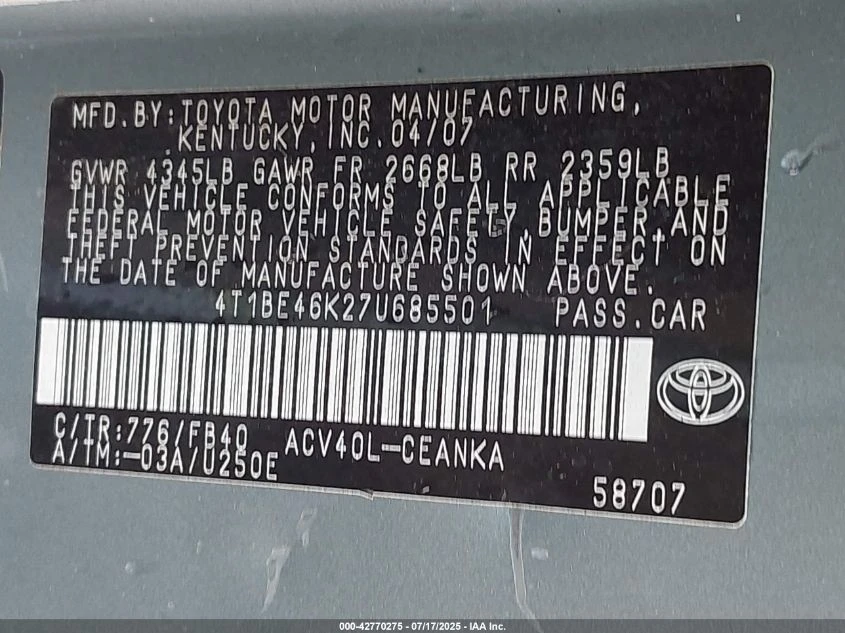 MFD. BY: TOYOTA MOTOR MANUFACTURING,
KENTUCKY, INC. 04/07
GVWR 4345LB GAWR FR 2668LB RR 2359LB
THIS VEHICLE CONFORMS TO ALL APPLICABLE
FEDERAL MOTOR VEHICLE SAFETY, BUMPER, AND
THEFT PREVENTION STANDARDS IN EFFECT ON
THE DATE OF MANUFACTURE SHOWN ABOVE.
4T1BE46K27U685501 PASS. CAR
C/TR: 776/FB40 ACV40L-CEANKA
A/TM:-03A/U250E
58707
000-42770275 - 07/17/2025 - IAA Inc.